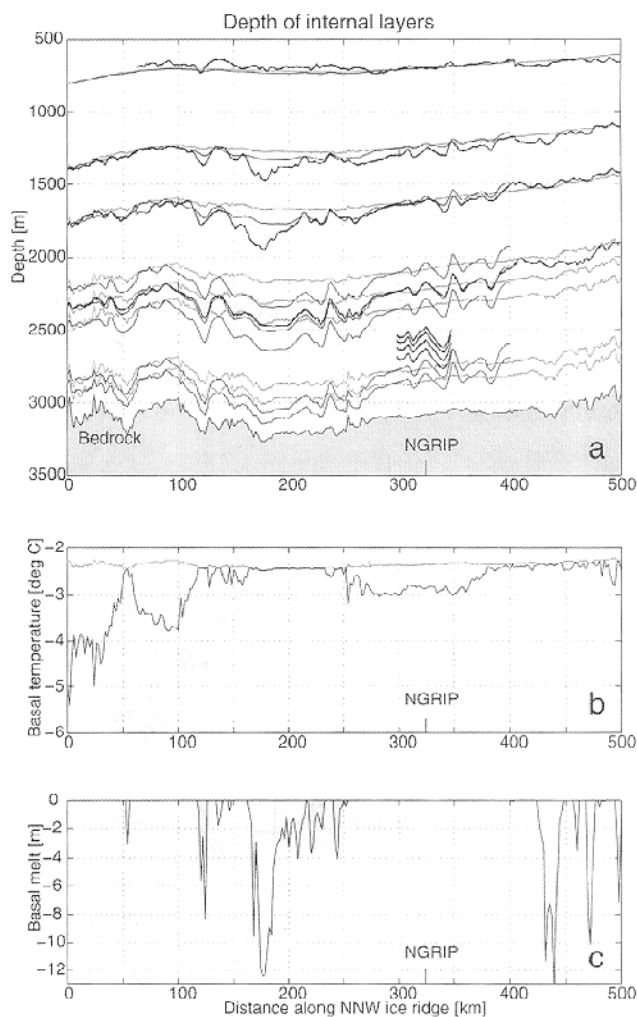 Depth of internal layers
500
1000
1500
2000
2500
3000
3500
Depth [m]
Bedrock
NGRIP
a
0 100 200 300 400 500
-2
-3
-4
-5
-6
Basal temperature [deg C]
NGRIP
b
0 100 200 300 400 500
0
-2
-4
-6
-8
-10
-12
Basal melt [m]
NGRIP
c
0 100 200 300 400 500
Distance along NNW ice ridge [km]